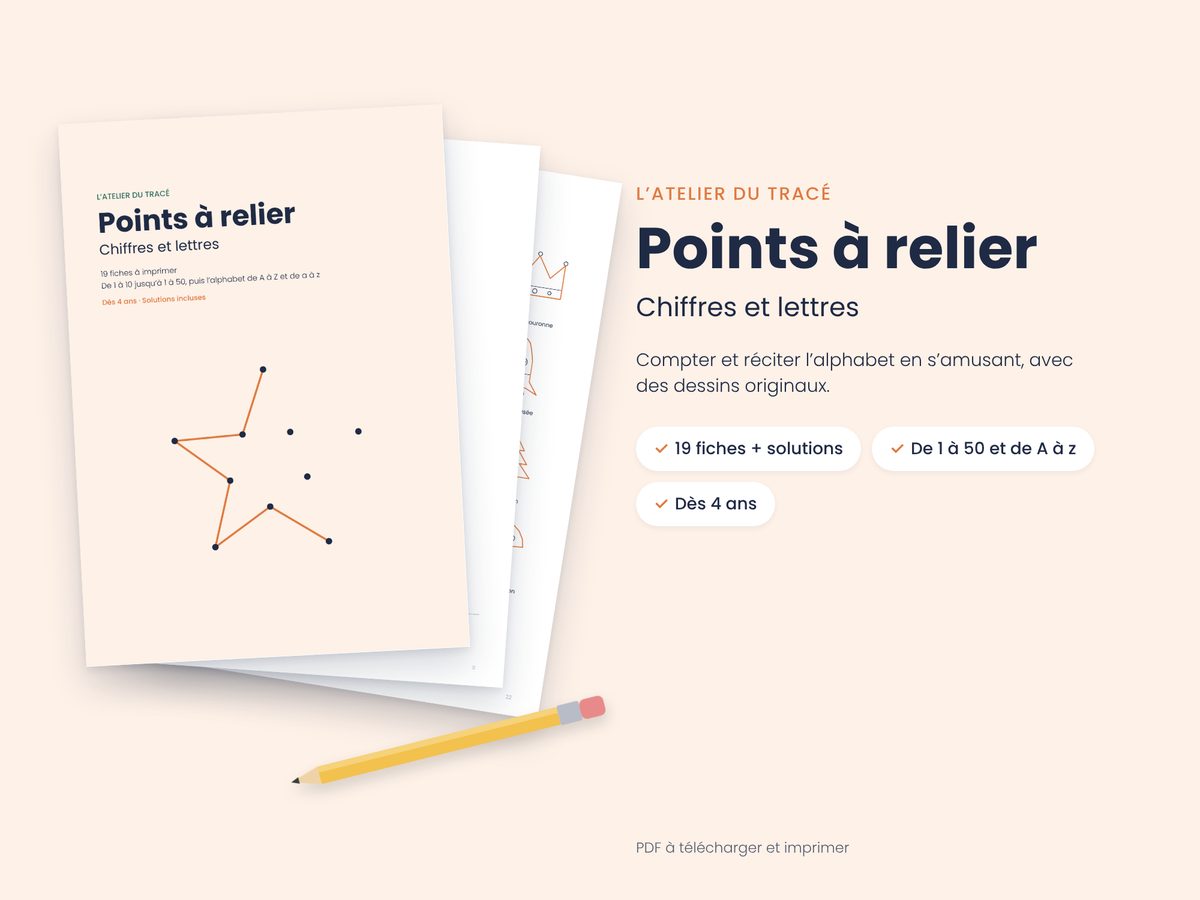 L'ATELIER DU TRACÉ
Points à relier
Chiffres et lettres
19 fiches à imprimer
De 1 à 10 jusqu'à 1 à 50, puis l'alphabet de A à Z et de a à z
Dès 4 ans · Solutions incluses
L'ATELIER DU TRACÉ
Points à relier
Chiffres et lettres
Compter et réciter l'alphabet en s'amusant, avec
des dessins originaux.
19 fiches + solutions
De 1 à 50 et de A à z
Dès 4 ans
PDF à télécharger et imprimer